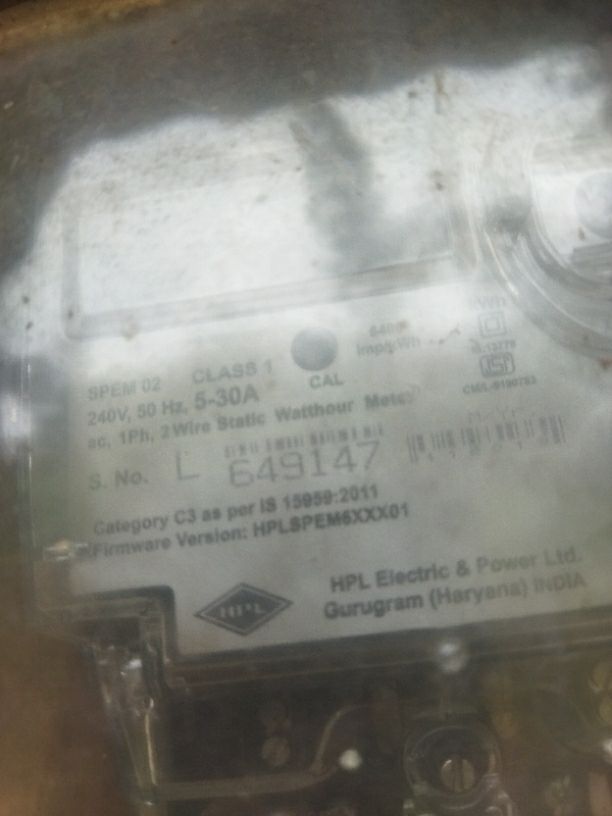 SPEM 02 CLASS 1
CAL
240V, 50 Hz, 5-30A
ac, 1Ph, 2 Wire Static Watthour
S. No. L 649147
Category C3 as per IS 15959:2011
Firmware Version: HPLSPEM6XXX01
HPL
HPL Electric & Power Ltd.
Gurugram (Haryana) INDIA